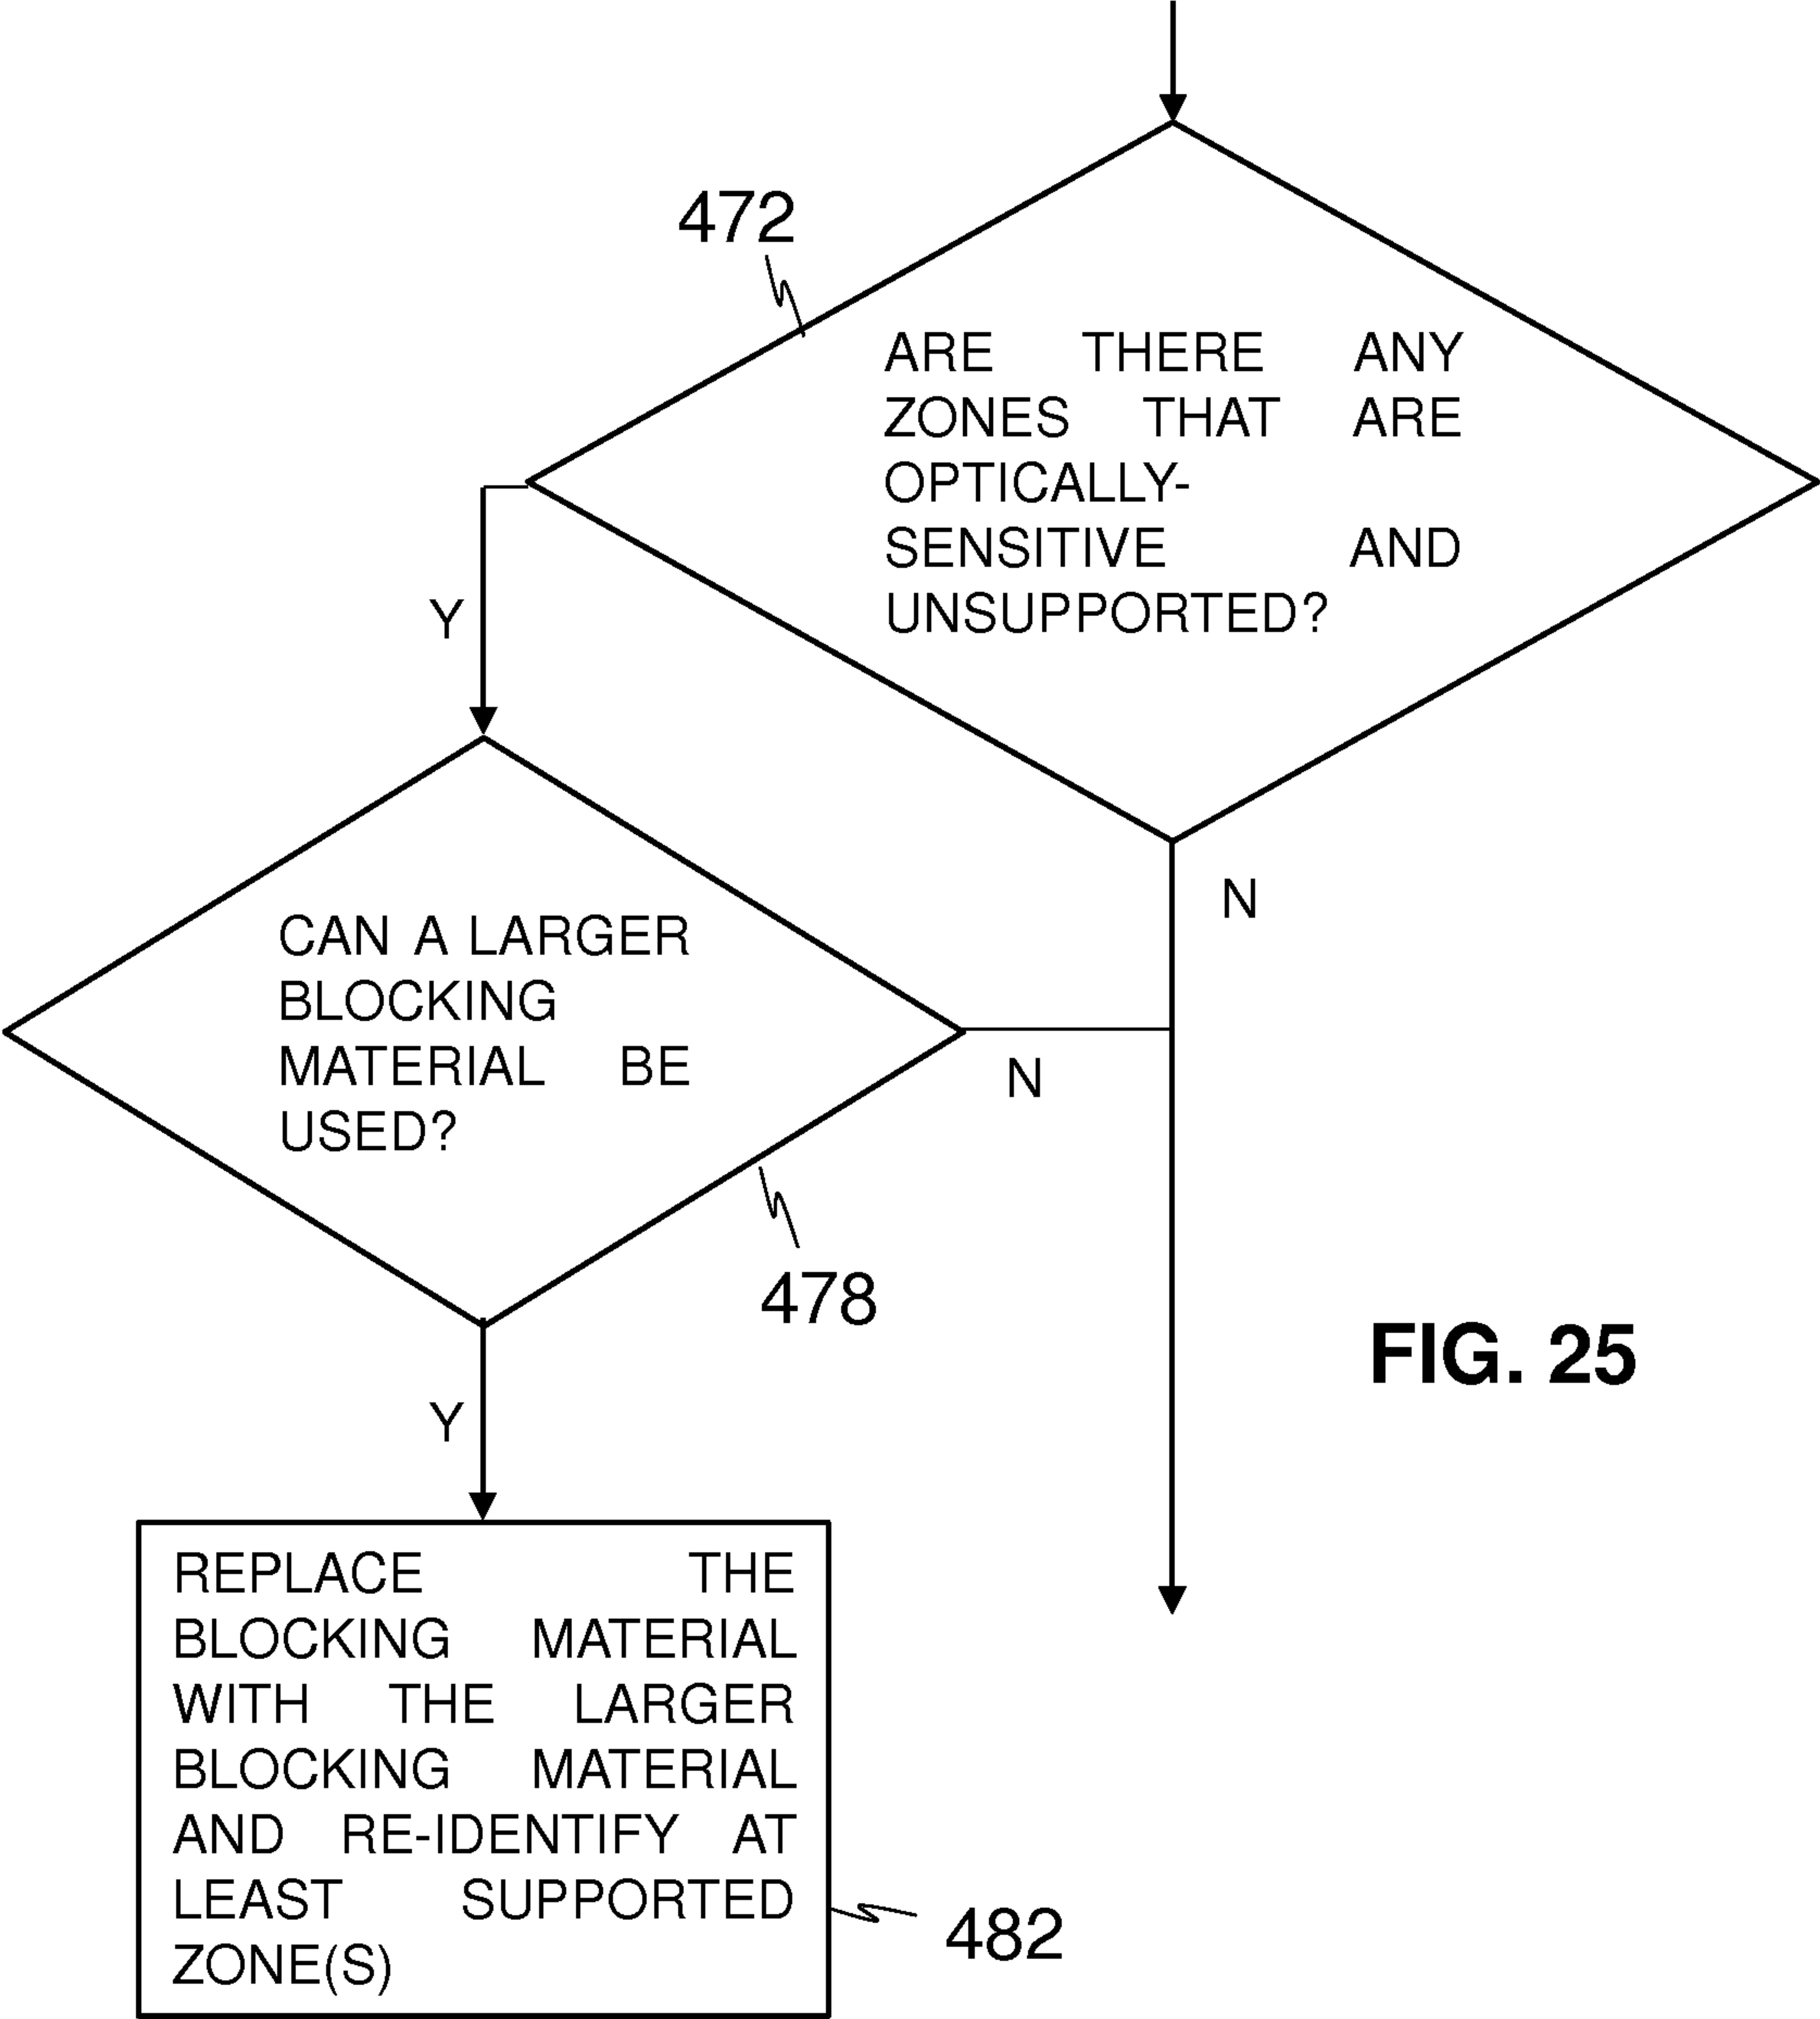 472
ARE THERE ANY
ZONES THAT ARE
OPTICALLY-
SENSITIVE AND
UNSUPPORTED?
Y
N
CAN A LARGER
BLOCKING
MATERIAL BE
USED?
N
478
FIG. 25
Y
REPLACE THE
BLOCKING MATERIAL
WITH THE LARGER
BLOCKING MATERIAL
AND RE-IDENTIFY AT
LEAST SUPPORTED
ZONE(S)
482